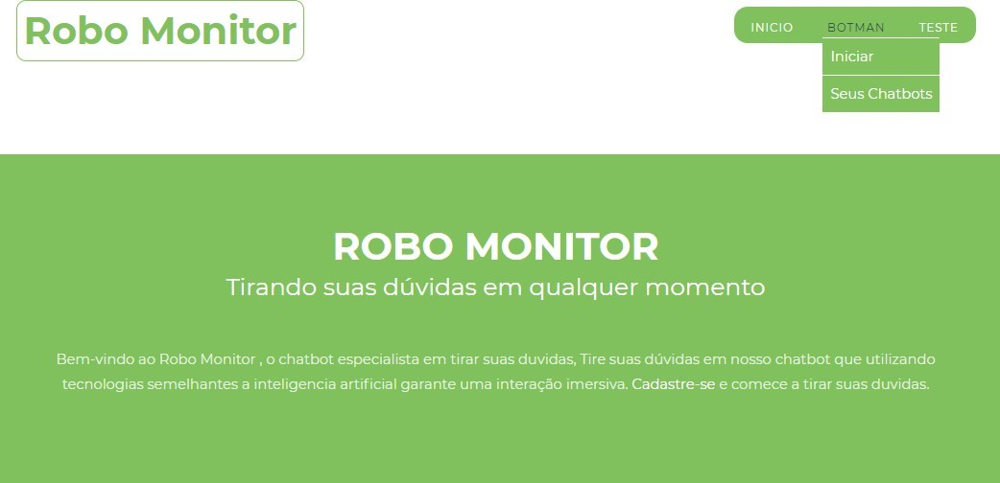 Robo Monitor
INICIO BOTMAN TESTE
Iniciar
Seus Chatbots
ROBO MONITOR
Tirando suas dúvidas em qualquer momento
Bem-vindo ao Robo Monitor , o chatbot especialista em tirar suas duvidas, Tire suas dúvidas em nosso chatbot que utilizando
tecnologias semelhantes a inteligencia artificial garante uma interação imersiva. Cadastre-se e comece a tirar suas duvidas.